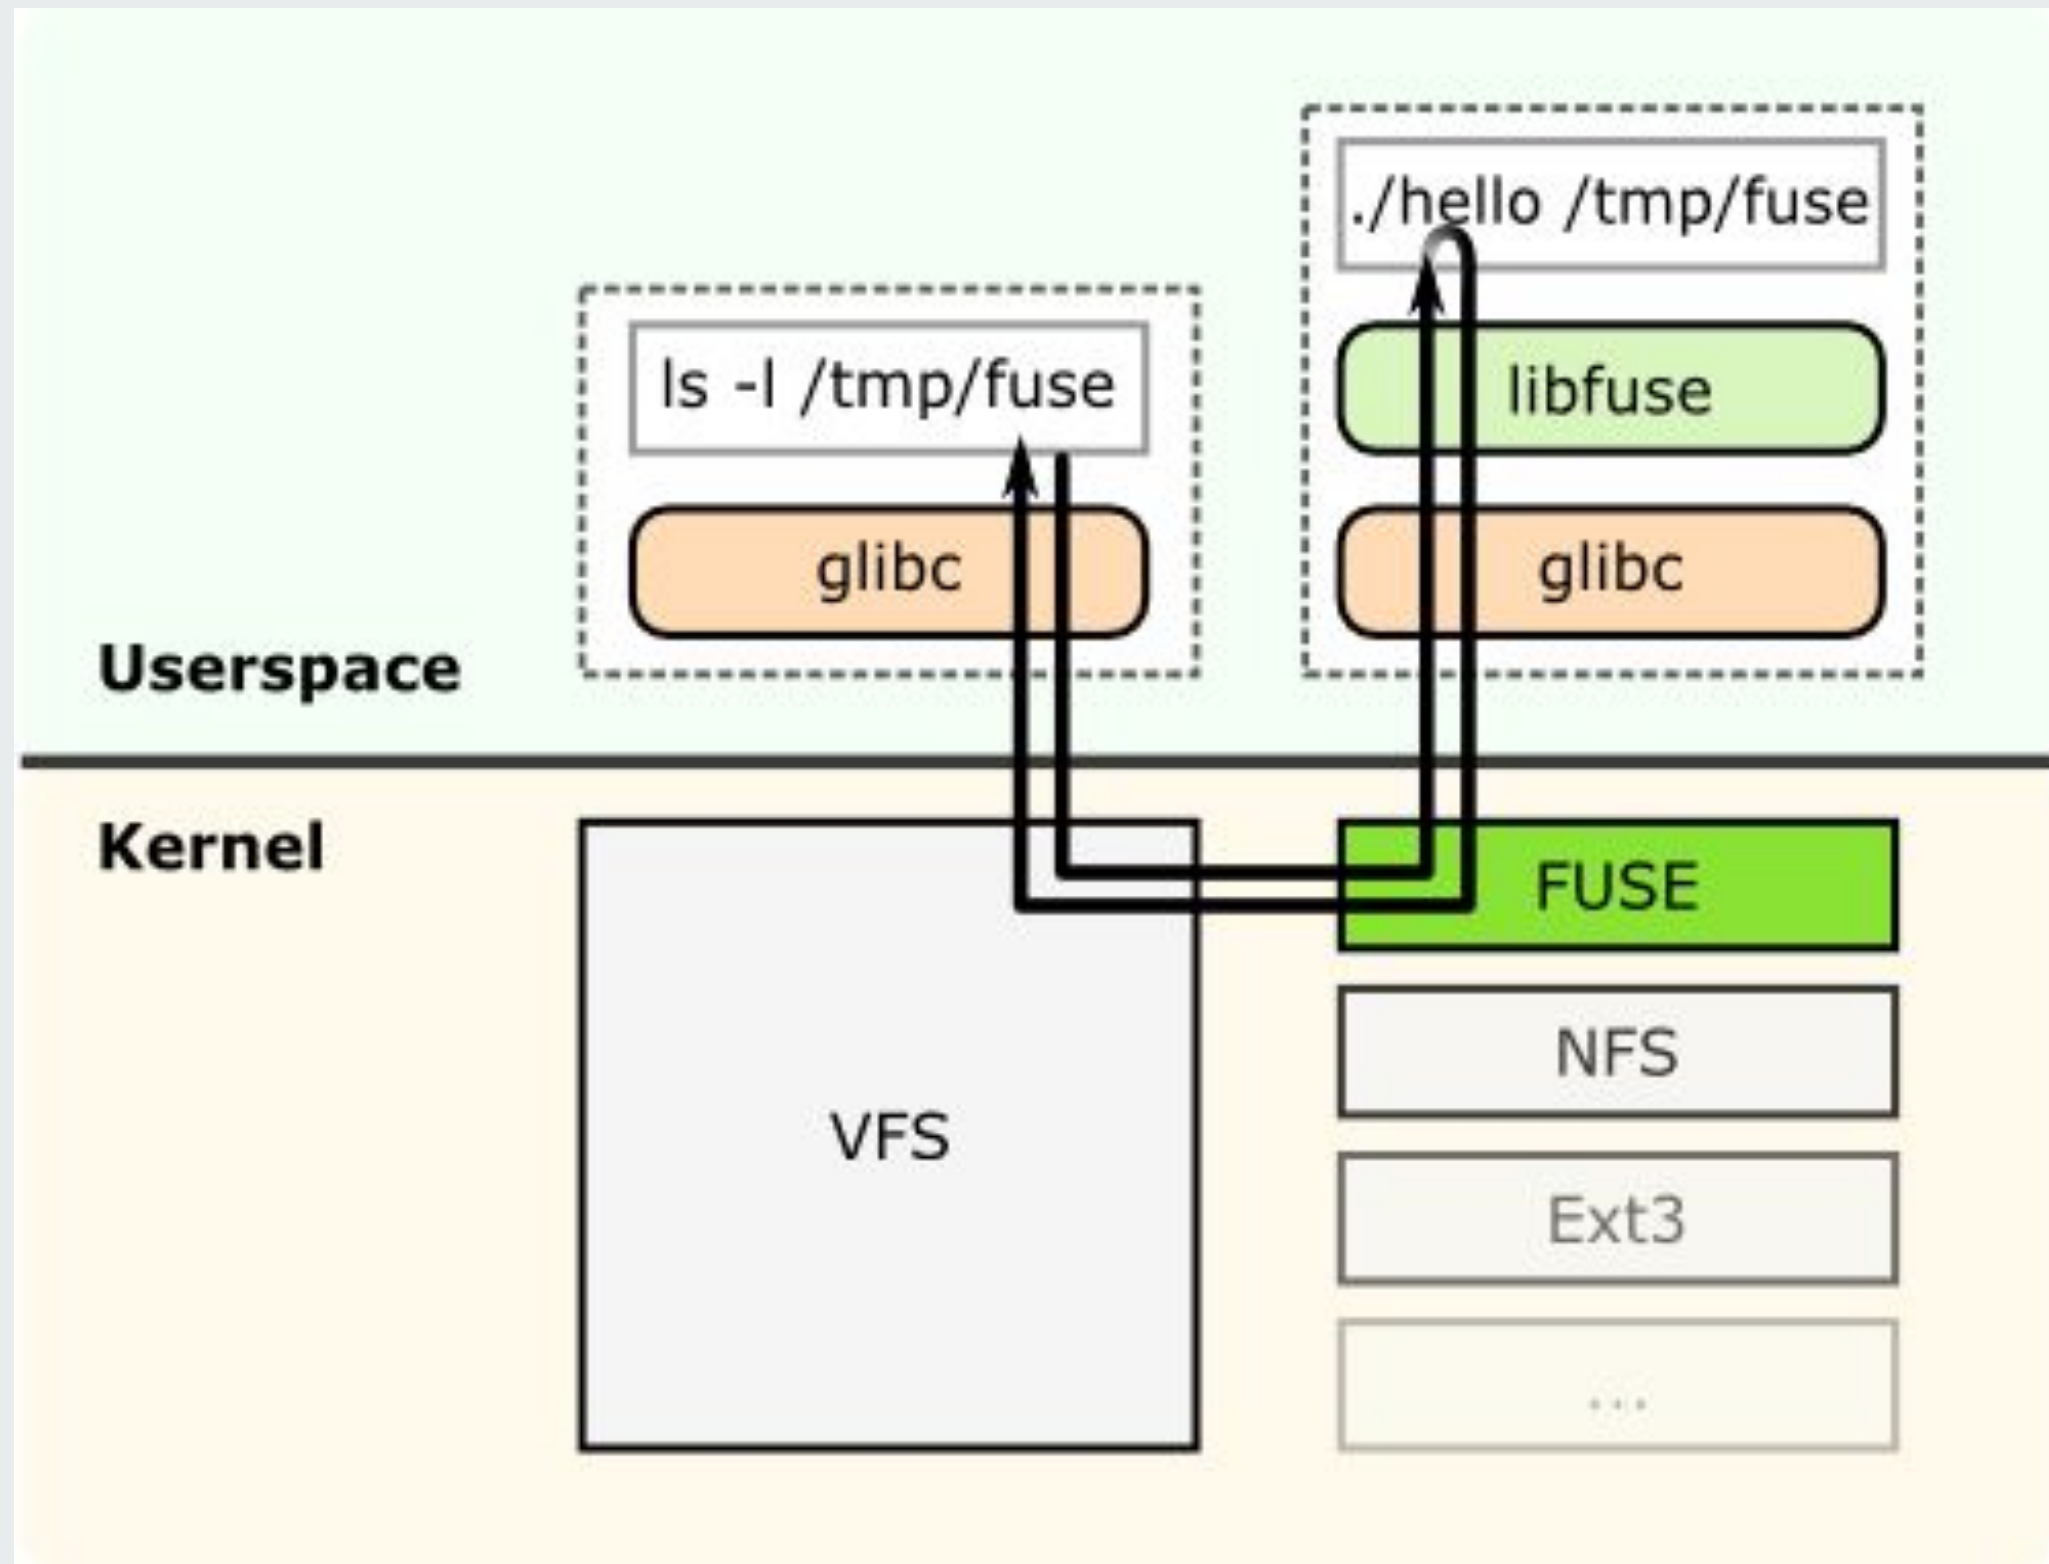 ./hello /tmp/fuse
ls -l /tmp/fuse
libfuse
glibc
glibc
Userspace
Kernel
FUSE
NFS
VFS
Ext3
...